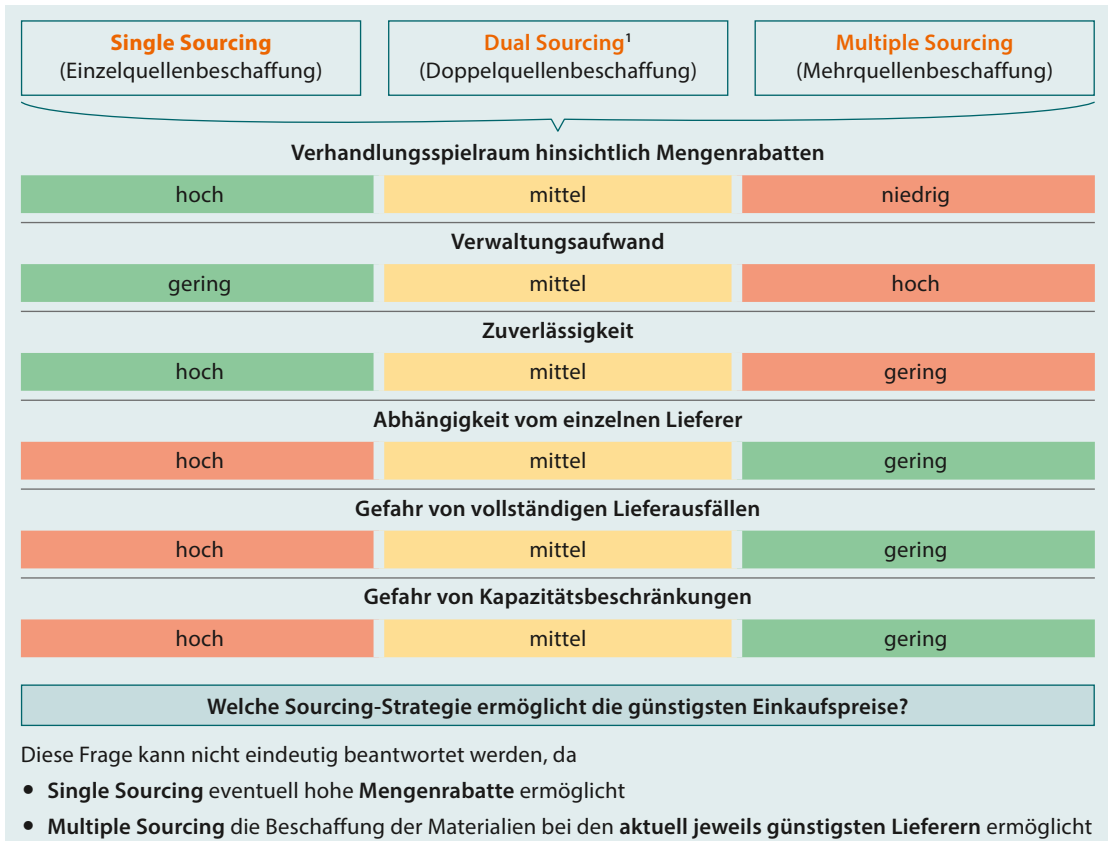 Single Sourcing
(Einzelquellenbeschaffung)
Dual Sourcing¹
(Doppelquellenbeschaffung)
Multiple Sourcing
(Mehrquellenbeschaffung)
Verhandlungsspielraum hinsichtlich Mengenrabatten
hoch mittel niedrig
Verwaltungsaufwand
gering mittel hoch
Zuverlässigkeit
hoch mittel gering
Abhängigkeit vom einzelnen Lieferer
hoch mittel gering
Gefahr von vollständigen Lieferausfällen
hoch mittel gering
Gefahr von Kapazitätsbeschränkungen
hoch mittel gering
Welche Sourcing-Strategie ermöglicht die günstigsten Einkaufspreise?
Diese Frage kann nicht eindeutig beantwortet werden, da
• Single Sourcing eventuell hohe Mengenrabatte ermöglicht
• Multiple Sourcing die Beschaffung der Materialien bei den aktuell jeweils günstigsten Lieferern ermöglicht